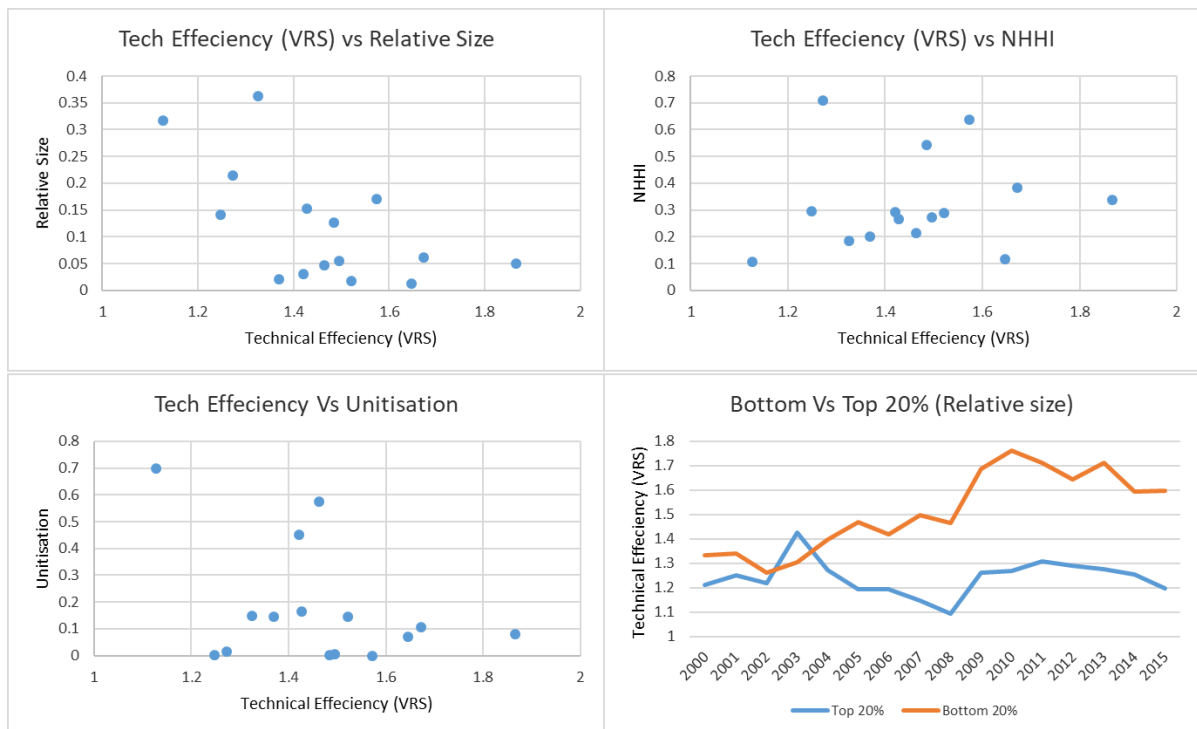 Tech Effeciency (VRS) vs Relative Size
0.4
0.35
0.3
0.25
0.2
0.15
0.1
0.05
0
Relative Size
1 1.2 1.4 1.6 1.8 2
Technical Effeciency (VRS)
Tech Effeciency (VRS) vs NHHI
0.8
0.7
0.6
0.5
0.4
0.3
0.2
0.1
0
NHHI
1 1.2 1.4 1.6 1.8 2
Technical Effeciency (VRS)
Tech Effeciency Vs Unitisation
0.8
0.7
0.6
0.5
0.4
0.3
0.2
0.1
0
Unitisation
1 1.2 1.4 1.6 1.8 2
Technical Effeciency (VRS)
Bottom Vs Top 20% (Relative size)
1.8
1.7
1.6
1.5
1.4
1.3
1.2
1.1
1
Technical Effeciency (VRS)
2000 2001 2002 2003 2004 2005 2006 2007 2008 2009 2010 2011 2012 2013 2014 2015
Top 20% Bottom 20%